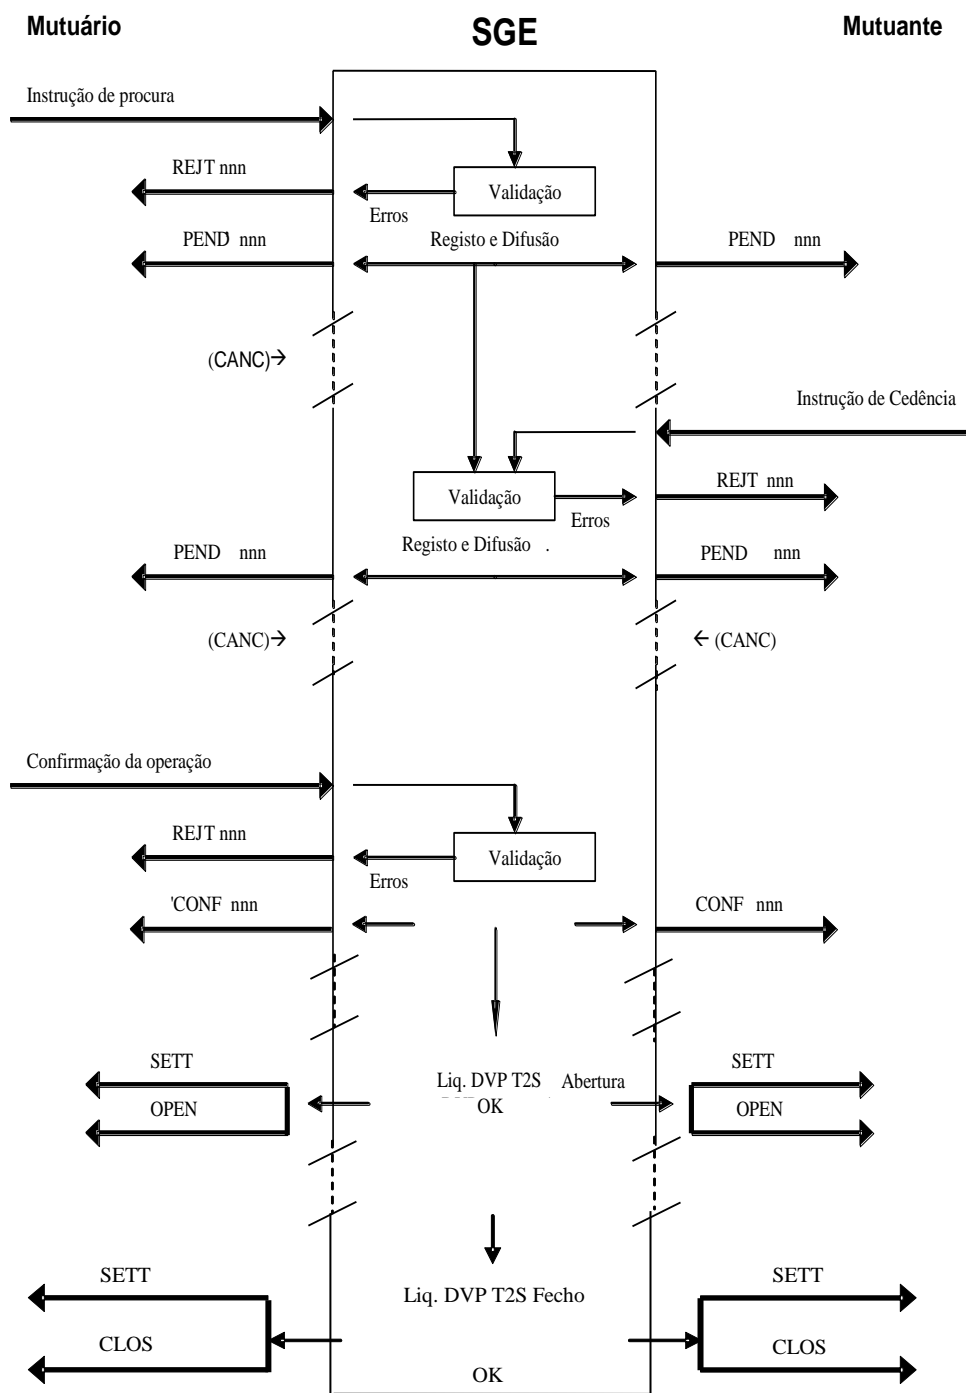 Mutuário SGE Mutuante
Instrução de procura
REJT nnn
Validação
Erros
PEND nnn
Registo e Difusão
PEND nnn
(CANC)→
Instrução de Cedência
Validação
REJT nnn
Erros
PEND nnn
Registo e Difusão .
PEND nnn
(CANC)→
← (CANC)
Confirmação da operação
REJT nnn
Validação
Erros
'CONF nnn
CONF nnn
SETT
Liq. DVP T2S Abertura
SETT
OPEN
OK
OPEN
SETT
Liq. DVP T2S Fecho
SETT
CLOS
CLOS
OK